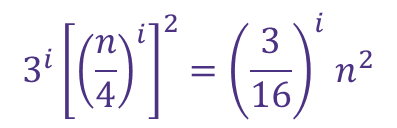 3^i [(n/4)^i]^2 = (3/16)^i n^2